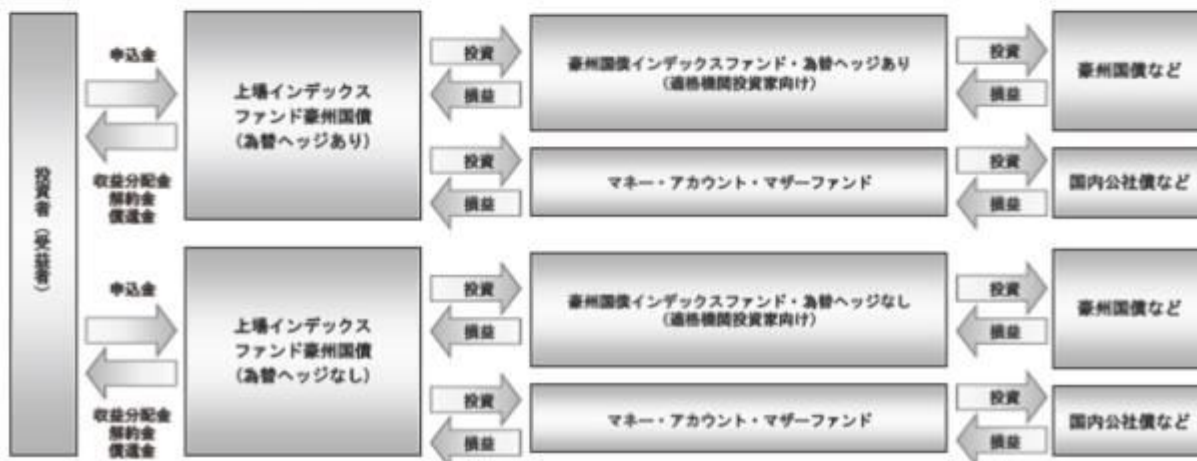 投資者（受益者）
申込金
収益分配金
解約金
償還金
上場インデックス
ファンド豪州国債
（為替ヘッジあり）
投資
損益
豪州国債インデックスファンド・為替ヘッジあり
（適格機関投資家向け）
投資
損益
豪州国債など
投資
損益
マネー・アカウント・マザーファンド
投資
損益
国内公社債など
申込金
収益分配金
解約金
償還金
上場インデックス
ファンド豪州国債
（為替ヘッジなし）
投資
損益
豪州国債インデックスファンド・為替ヘッジなし
（適格機関投資家向け）
投資
損益
豪州国債など
投資
損益
マネー・アカウント・マザーファンド
投資
損益
国内公社債など